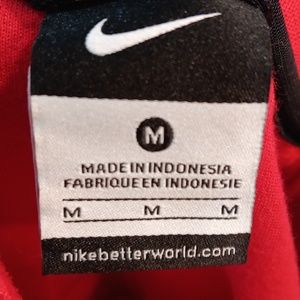 M
MADE IN INDONESIA
FABRIQUE EN INDONESIE
M M M
nikebetterworld.com